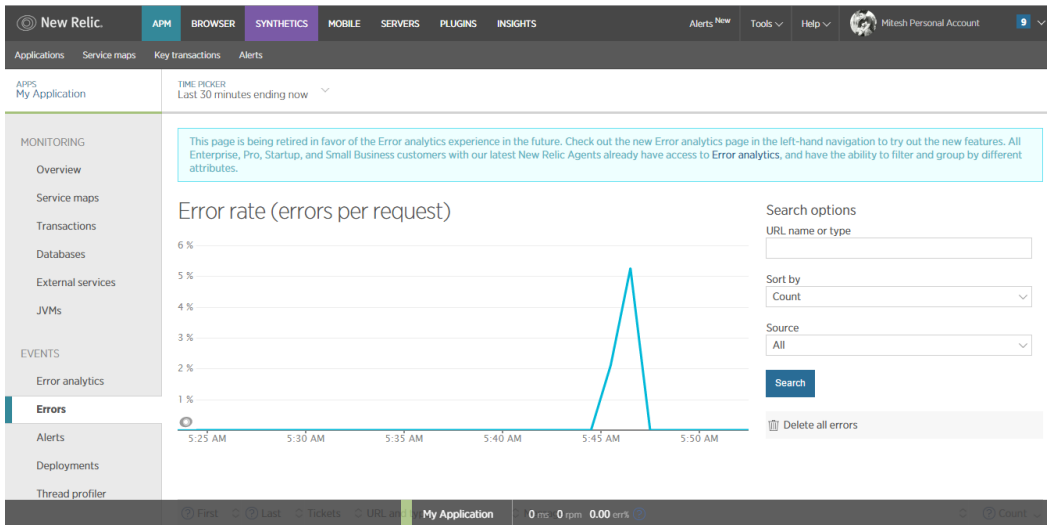 New Relic.
APM BROWSER SYNTHETICS MOBILE SERVERS PLUGINS INSIGHTS
Alerts New Tools Help Mitesh Personal Account 9
Applications Service maps Key transactions Alerts
APPS
My Application
TIME PICKER
Last 30 minutes ending now
MONITORING
Overview
Service maps
Transactions
Databases
External services
JVMs
EVENTS
Error analytics
Errors
Alerts
Deployments
Thread profiler
This page is being retired in favor of the Error analytics experience in the future. Check out the new Error analytics page in the left-hand navigation to try out the new features. All
Enterprise, Pro, Startup, and Small Business customers with our latest New Relic Agents already have access to Error analytics, and have the ability to filter and group by different
attributes.
Error rate (errors per request)
6 %
5 %
4 %
3 %
2 %
1 %
5:25 AM 5:30 AM 5:35 AM 5:40 AM 5:45 AM 5:50 AM
Search options
URL name or type
Sort by
Count
Source
All
Search
Delete all errors
First Last Tickets URL and Count
My Application 0 ms 0 rpm 0.00 err%